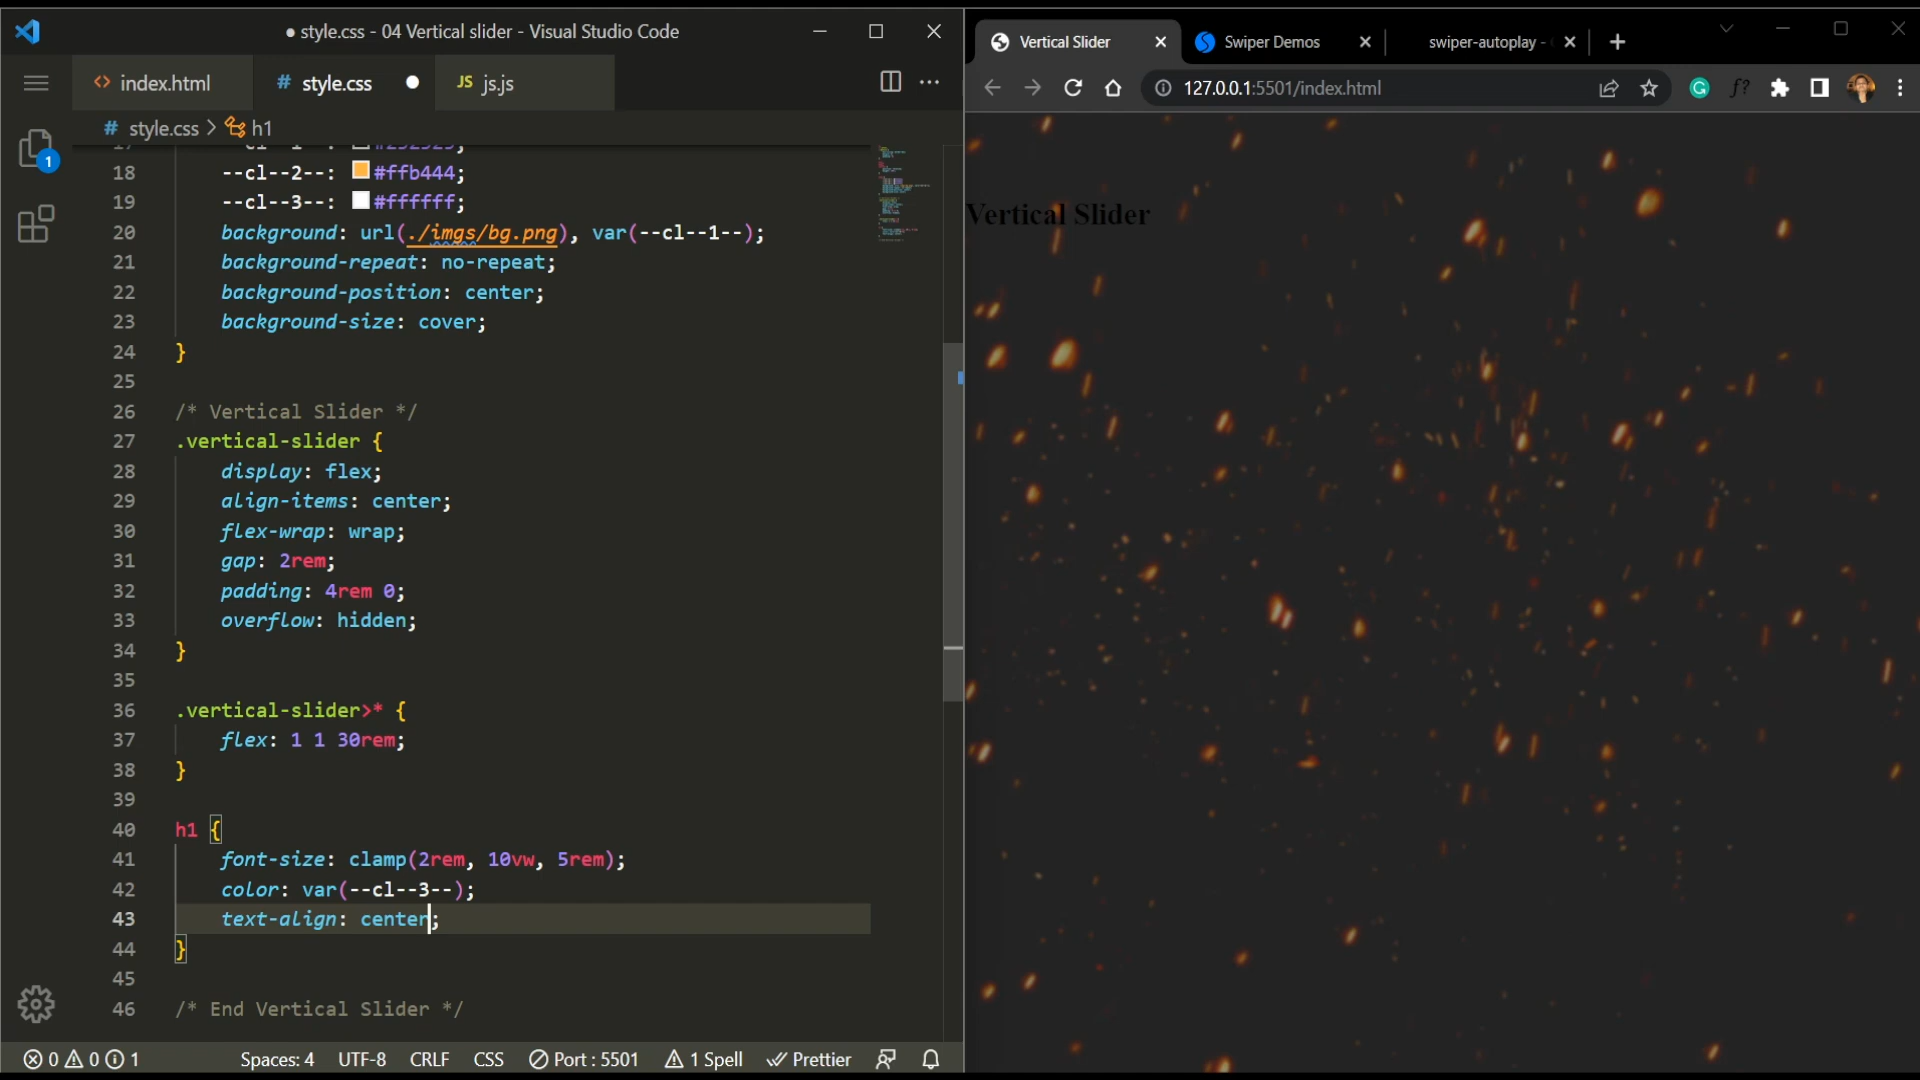 style.css - 04 Vertical slider - Visual Studio Code
index.html
# style.css
JS js.js
# style.css > h1
18 --cl--2--: #ffb444;
19 --cl--3--: #ffffff;
20 background: url(./imgs/bg.png), var(--cl--1--);
21 background-repeat: no-repeat;
22 background-position: center;
23 background-size: cover;
24 }
25
26 /* Vertical Slider */
27 .vertical-slider {
28 display: flex;
29 align-items: center;
30 flex-wrap: wrap;
31 gap: 2rem;
32 padding: 4rem 0;
33 overflow: hidden;
34 }
35
36 .vertical-slider>* {
37 flex: 1 1 30rem;
38 }
39
40 h1 {
41 font-size: clamp(2rem, 10vw, 5rem);
42 color: var(--cl--3--);
43 text-align: center;
44 }
45
46 /* End Vertical Slider */
1
0 0 1
Spaces: 4
UTF-8
CRLF
CSS
Port : 5501
1 Spell
Prettier
Vertical Slider
Swiper Demos
swiper-autoplay -
127.0.0.1:5501/index.html
f?
Vertical Slider